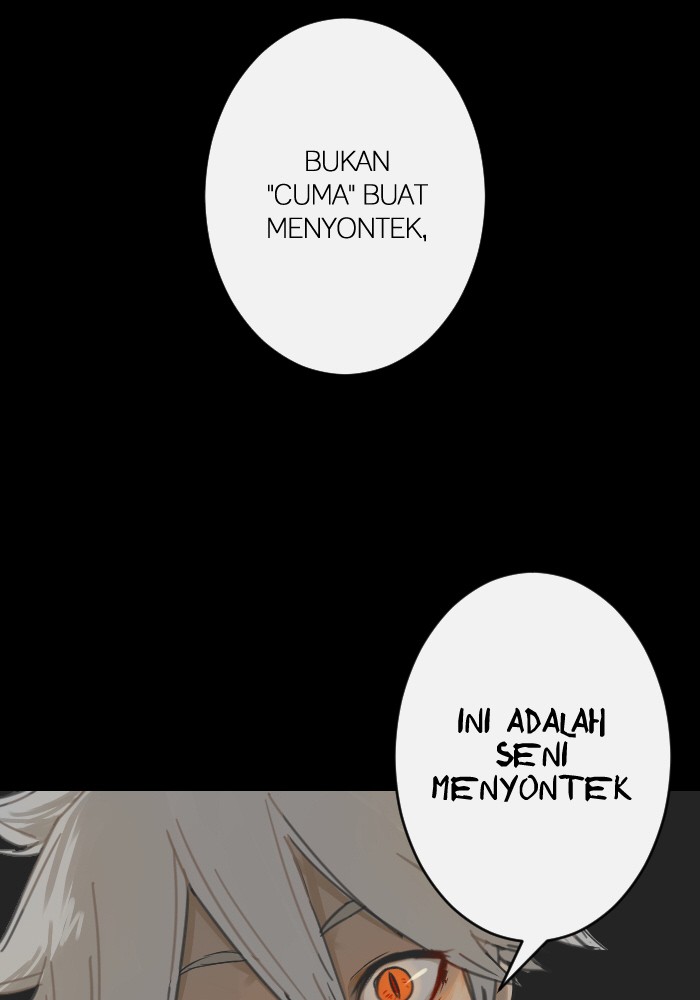 BUKAN
"CUMA" BUAT
MENYONTEK,
INI ADALAH
SENI
MENYONTEK